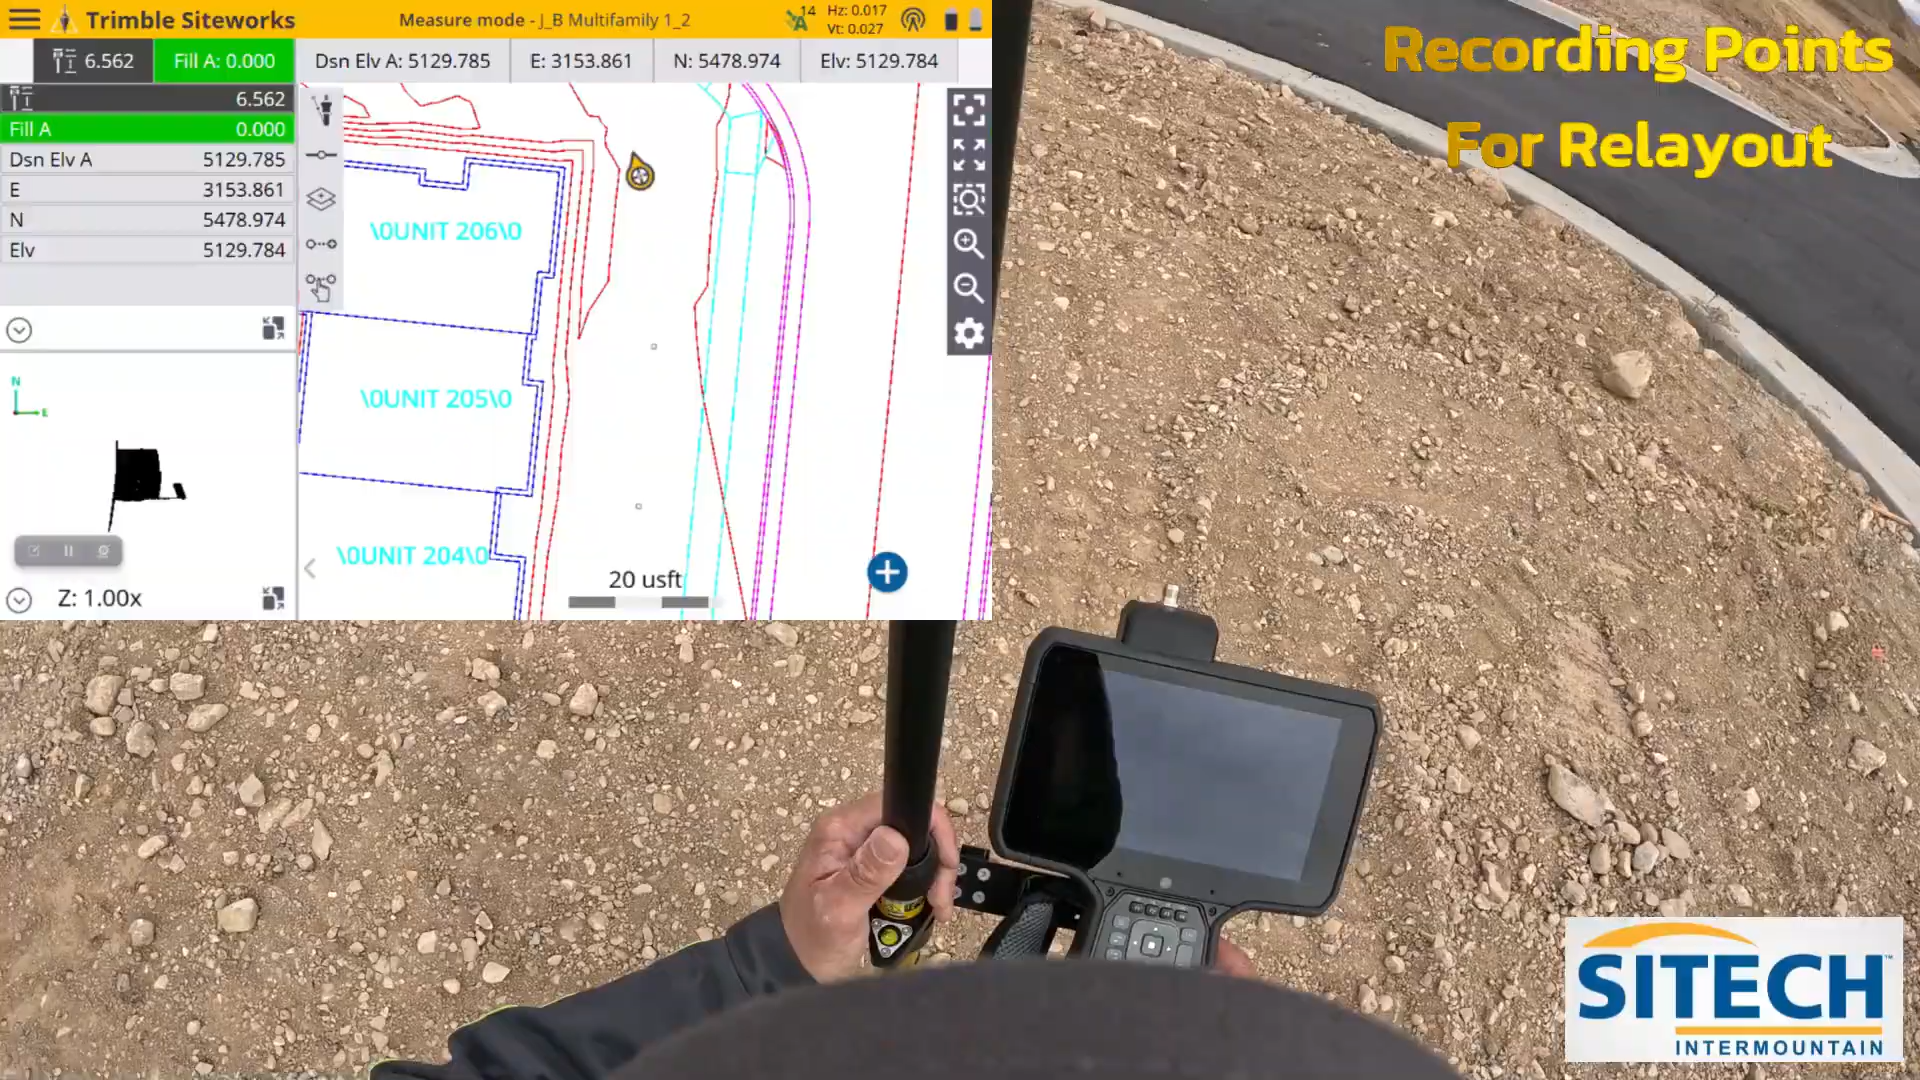 Trimble Siteworks
Measure mode - J_B Multifamily 1_2
14
Hz: 0.017
Vt: 0.027
6.562
Fill A: 0.000
Dsn Elv A: 5129.785
E: 3153.861
N: 5478.974
Elv: 5129.784
6.562
Fill A 0.000
Dsn Elv A 5129.785
E 3153.861
N 5478.974
Elv 5129.784
N
E
Z: 1.00x
\0UNIT 206\0
\0UNIT 205\0
\0UNIT 204\0
20 usft
Recording Points
For Relayout
SITECH
INTERMOUNTAIN